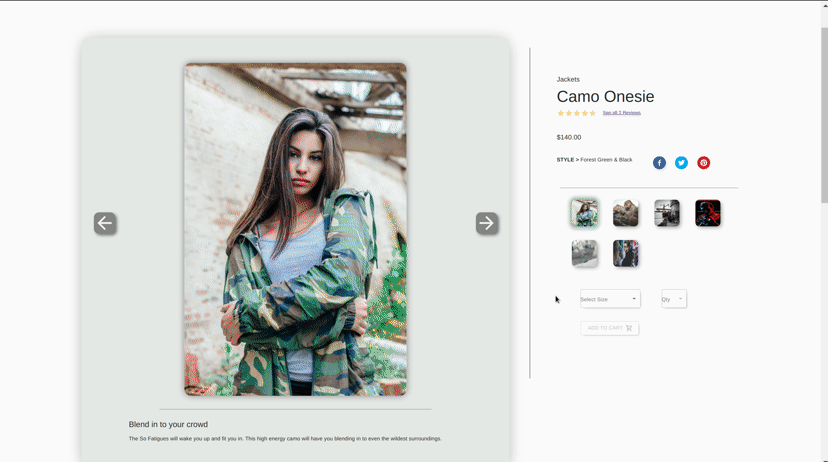 Jackets
Camo Onesie
See all 5 Reviews
$140.00
STYLE > Forest Green & Black
Select Size
Qty
ADD TO CART
Blend in to your crowd
The So Fatigues will wake you up and fit you in. This high energy camo will have you blending in to even the wildest surroundings.